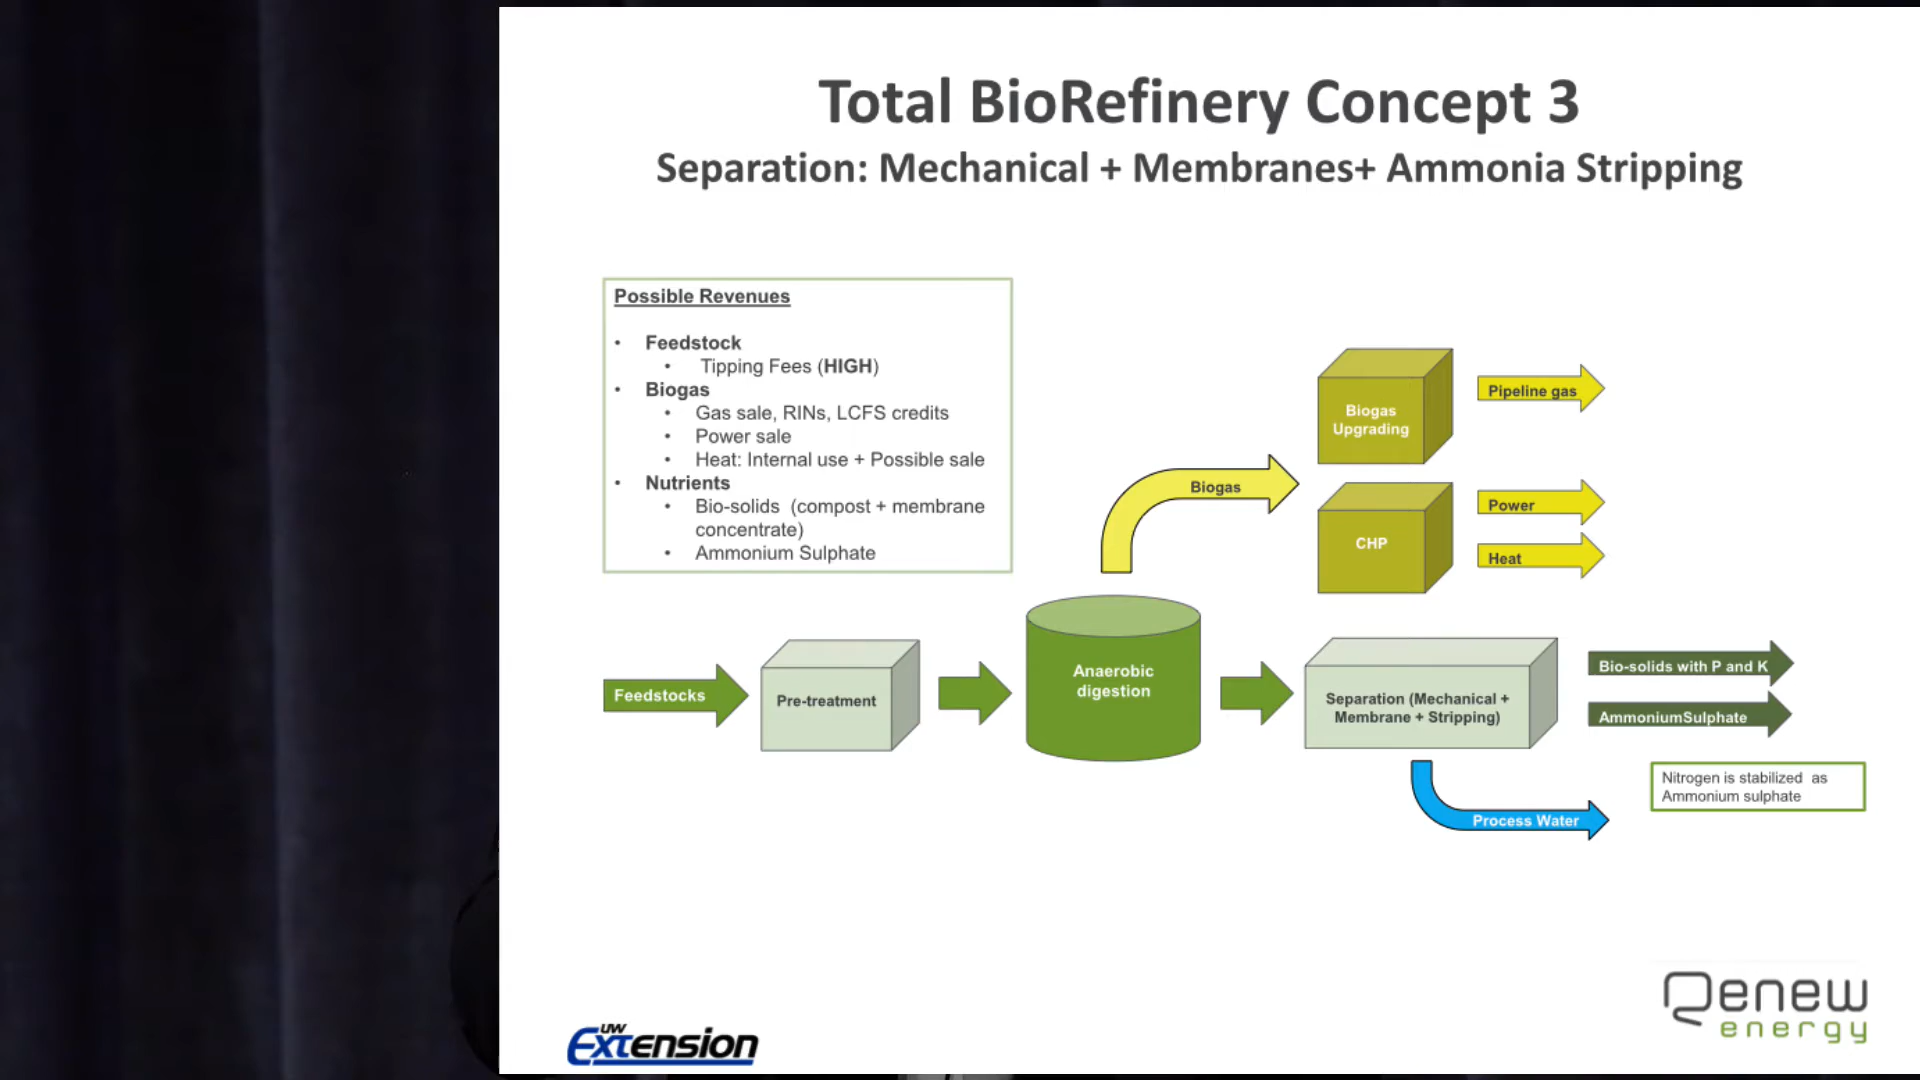 Total BioRefinery Concept 3
Separation: Mechanical + Membranes+ Ammonia Stripping
Possible Revenues
• Feedstock
• Tipping Fees (HIGH)
• Biogas
• Gas sale, RINs, LCFS credits
• Power sale
• Heat: Internal use + Possible sale
• Nutrients
• Bio-solids (compost + membrane
concentrate)
• Ammonium Sulphate
Biogas
Biogas
Upgrading
Pipeline gas
CHP
Power
Heat
Feedstocks
Pre-treatment
Anaerobic
digestion
Separation (Mechanical +
Membrane + Stripping)
Bio-solids with P and K
AmmoniumSulphate
Process Water
Nitrogen is stabilized as
Ammonium sulphate
UW
Extension
Renew
energy